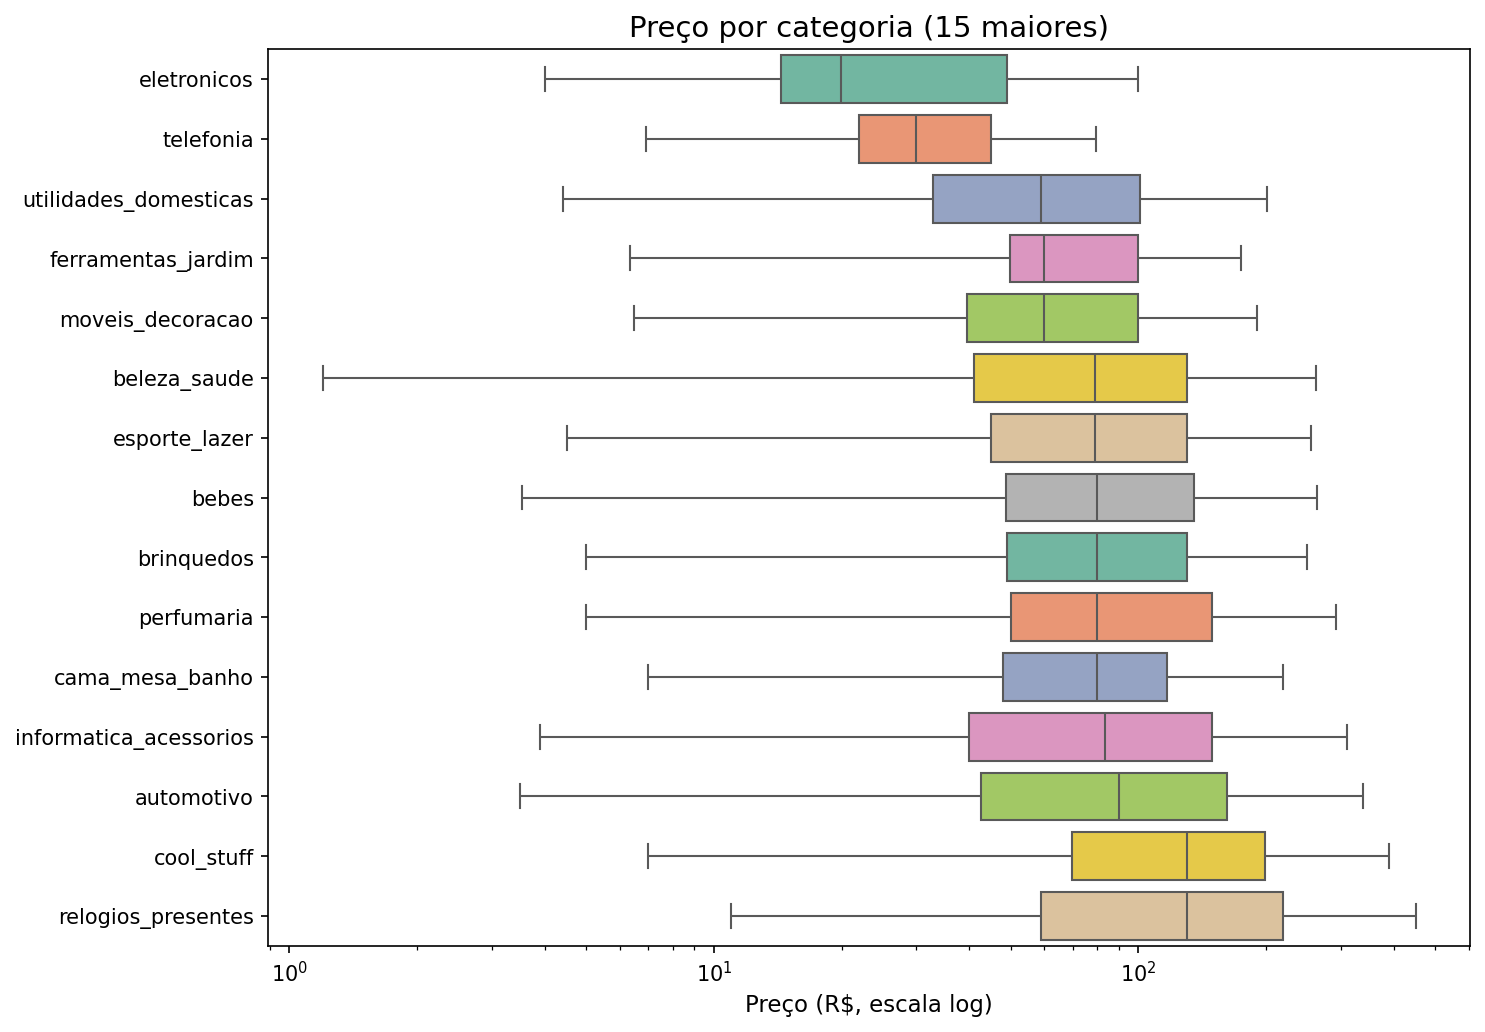 Preço por categoria (15 maiores)
eletronicos
telefonia
utilidades_domesticas
ferramentas_jardim
moveis_decoracao
beleza_saude
esporte_lazer
bebes
brinquedos
perfumaria
cama_mesa_banho
informatica_acessorios
automotivo
cool_stuff
relogios_presentes
10⁰ 10¹ 10²
Preço (R$, escala log)